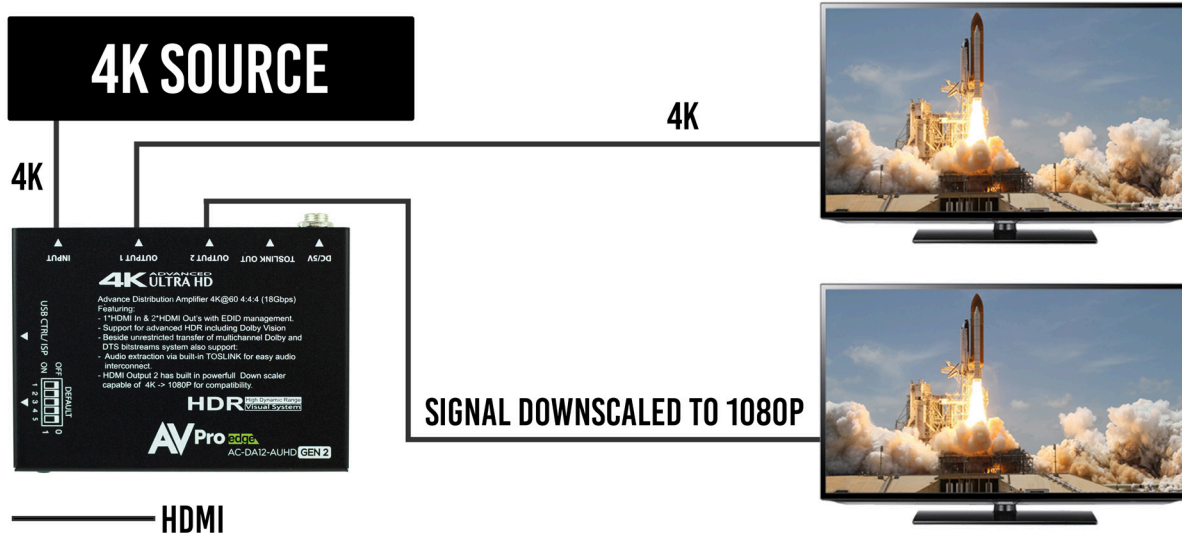 4K SOURCE
4K
4K
INPUT
OUTPUT 1
OUTPUT 2
TOSLINK OUT
DC/5V
4K ADVANCED
ULTRA HD
Advance Distribution Amplifier 4K@60 4:4:4 (18Gbps)
Featuring:
- 1*HDMI In & 2*HDMI Out's with EDID management.
- Support for advanced HDR including Dolby Vision
- Beside unrestricted transfer of multichannel Dolby and
DTS bitstreams system also support:
- Audio extraction via built-in TOSLINK for easy audio
interconnect.
- HDMI Output 2 has built in powerfull Down scaler
capable of 4K -> 1080P for compatibility.
USB CTRL/ ISP
ON OFF
1 2 3 4 5
DEFAULT
1 0
HDR High Dynamic Range
Visual System
AVPro edge
AC-DA12-AUHD GEN 2
SIGNAL DOWNSCALED TO 1080P
HDMI